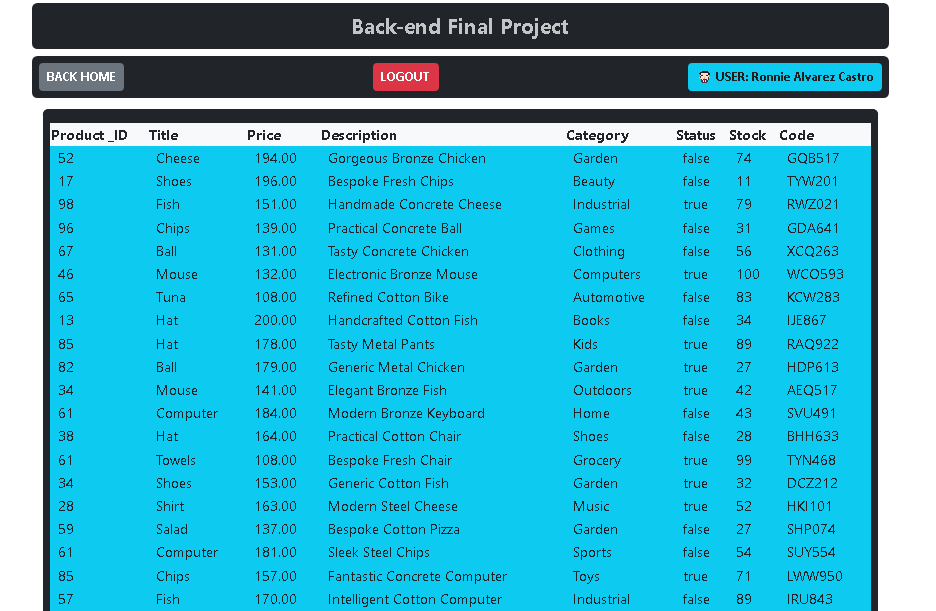 Back-end Final Project
BACK HOME LOGOUT USER: Ronnie Alvarez Castro
Product _ID Title Price Description Category Status Stock Code
52 Cheese 194.00 Gorgeous Bronze Chicken Garden false 74 GQB517
17 Shoes 196.00 Bespoke Fresh Chips Beauty false 11 TYW201
98 Fish 151.00 Handmade Concrete Cheese Industrial true 79 RWZ021
96 Chips 139.00 Practical Concrete Ball Games false 31 GDA641
67 Ball 131.00 Tasty Concrete Chicken Clothing false 56 XCQ263
46 Mouse 132.00 Electronic Bronze Mouse Computers true 100 WCO593
65 Tuna 108.00 Refined Cotton Bike Automotive false 83 KCW283
13 Hat 200.00 Handcrafted Cotton Fish Books false 34 IJE867
85 Hat 178.00 Tasty Metal Pants Kids true 89 RAQ922
82 Ball 179.00 Generic Metal Chicken Garden true 27 HDP613
34 Mouse 141.00 Elegant Bronze Fish Outdoors true 42 AEQ517
61 Computer 184.00 Modern Bronze Keyboard Home false 43 SVU491
38 Hat 164.00 Practical Cotton Chair Shoes false 28 BHH633
61 Towels 108.00 Bespoke Fresh Chair Grocery true 99 TYN468
34 Shoes 153.00 Generic Cotton Fish Garden true 32 DCZ212
28 Shirt 163.00 Modern Steel Cheese Music true 52 HKI101
59 Salad 137.00 Bespoke Cotton Pizza Garden false 27 SHP074
61 Computer 181.00 Sleek Steel Chips Sports false 54 SUY554
85 Chips 157.00 Fantastic Concrete Computer Toys true 71 LWW950
57 Fish 170.00 Intelligent Cotton Computer Industrial false 89 IRU843